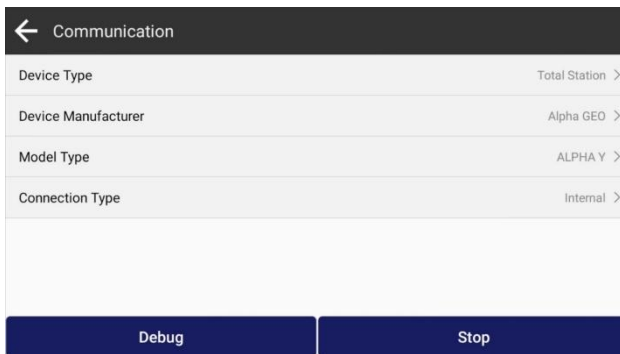 Communication
Device Type Total Station
Device Manufacturer Alpha GEO
Model Type ALPHA Y
Connection Type Internal
Debug Stop